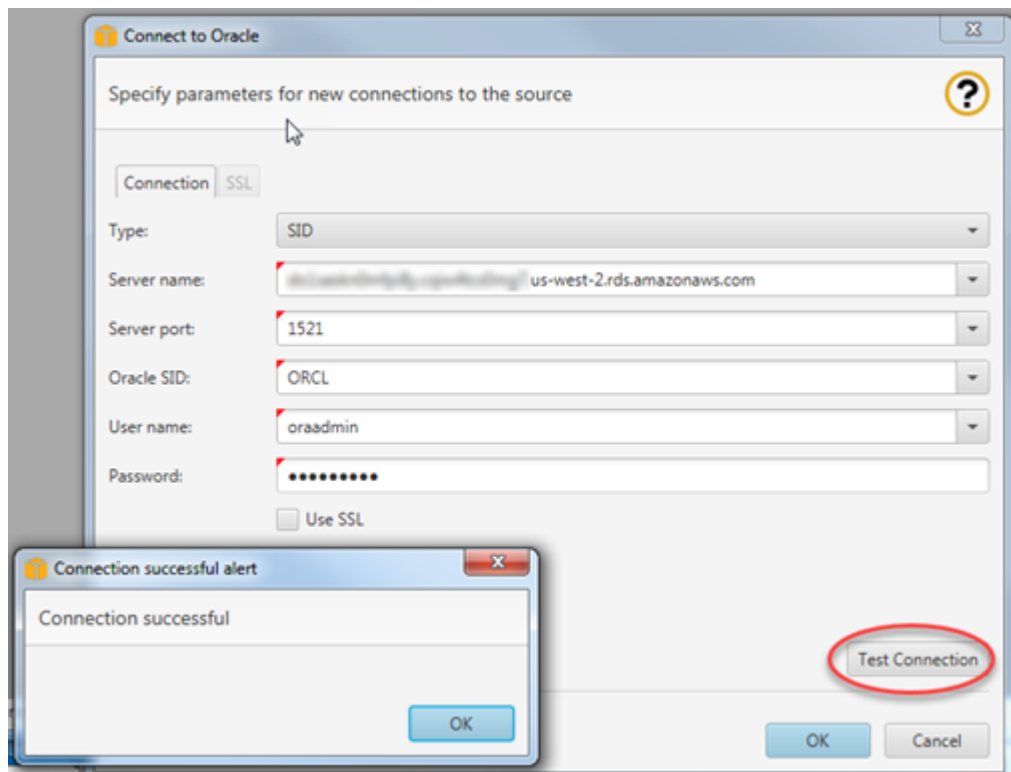 Connect to Oracle
Specify parameters for new connections to the source
?
Connection SSL
Type: SID
Server name: us-west-2.rds.amazonaws.com
Server port: 1521
Oracle SID: ORCL
User name: oraadmin
Password: •••••••••
Use SSL
Connection successful alert
Connection successful
OK
Test Connection
OK Cancel